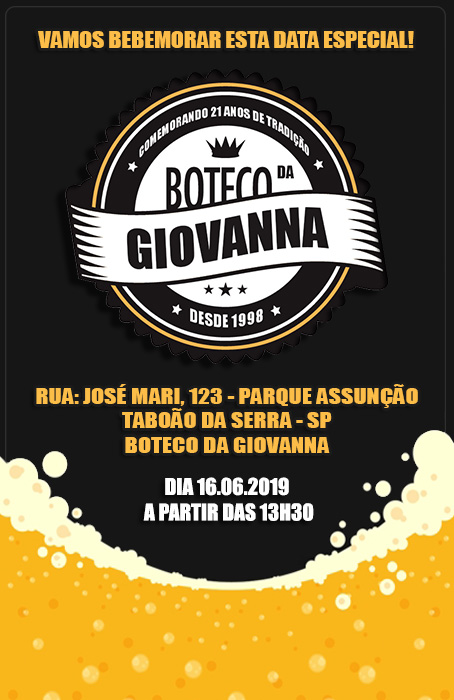 VAMOS BEBEMORAR ESTA DATA ESPECIAL!
COMEMORANDO 21 ANOS DE TRADIÇÃO
BOTECO DA
GIOVANNA
DESDE 1998
RUA: JOSÉ MARI, 123 - PARQUE ASSUNÇÃO
TABOÃO DA SERRA - SP
BOTECO DA GIOVANNA
DIA 16.06.2019
A PARTIR DAS 13H30